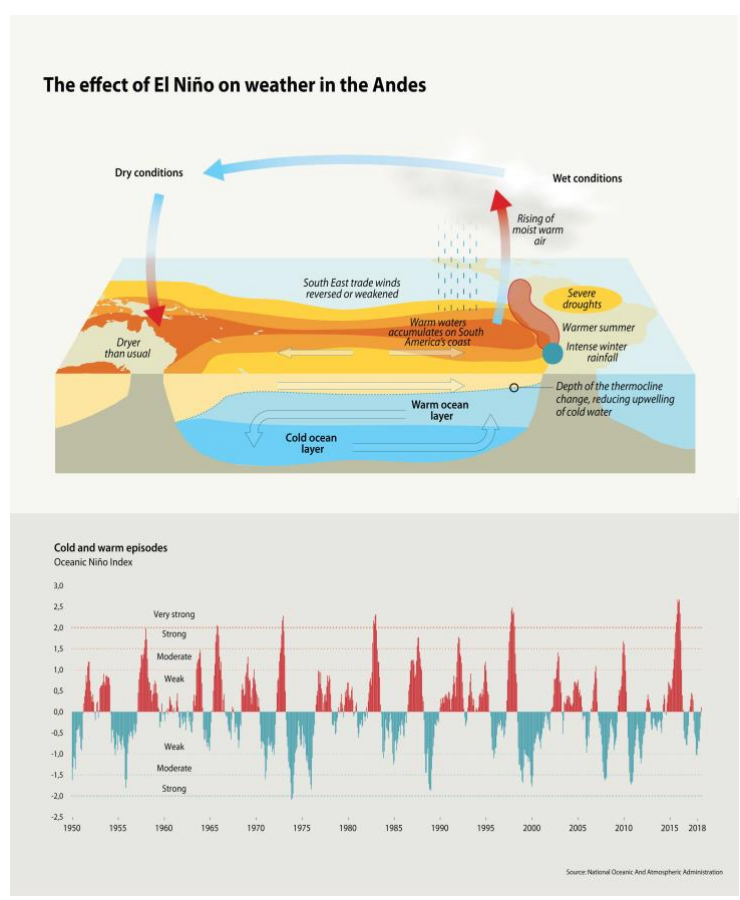 The effect of El Niño on weather in the Andes
Dry conditions
Wet conditions
Rising of
moist warm
air
South East trade winds
reversed or weakened
Severe
droughts
Warm waters
accumulates on South
America's coast
Warmer summer
Dryer
than usual
Intense winter
rainfall
Depth of the thermocline
change, reducing upwelling
of cold water
Warm ocean
layer
Cold ocean
layer
Cold and warm episodes
Oceanic Niño Index
3,0
2,5
Very strong
2,0
Strong
1,5
Moderate
1,0
Weak
0,5
0,0
-0,5
Weak
-1,0
Moderate
-1,5
Strong
-2,0
-2,5
1950 1955 1960 1965 1970 1975 1980 1985 1990 1995 2000 2005 2010 2015 2018
Source: National Oceanic And Atmospheric Administration